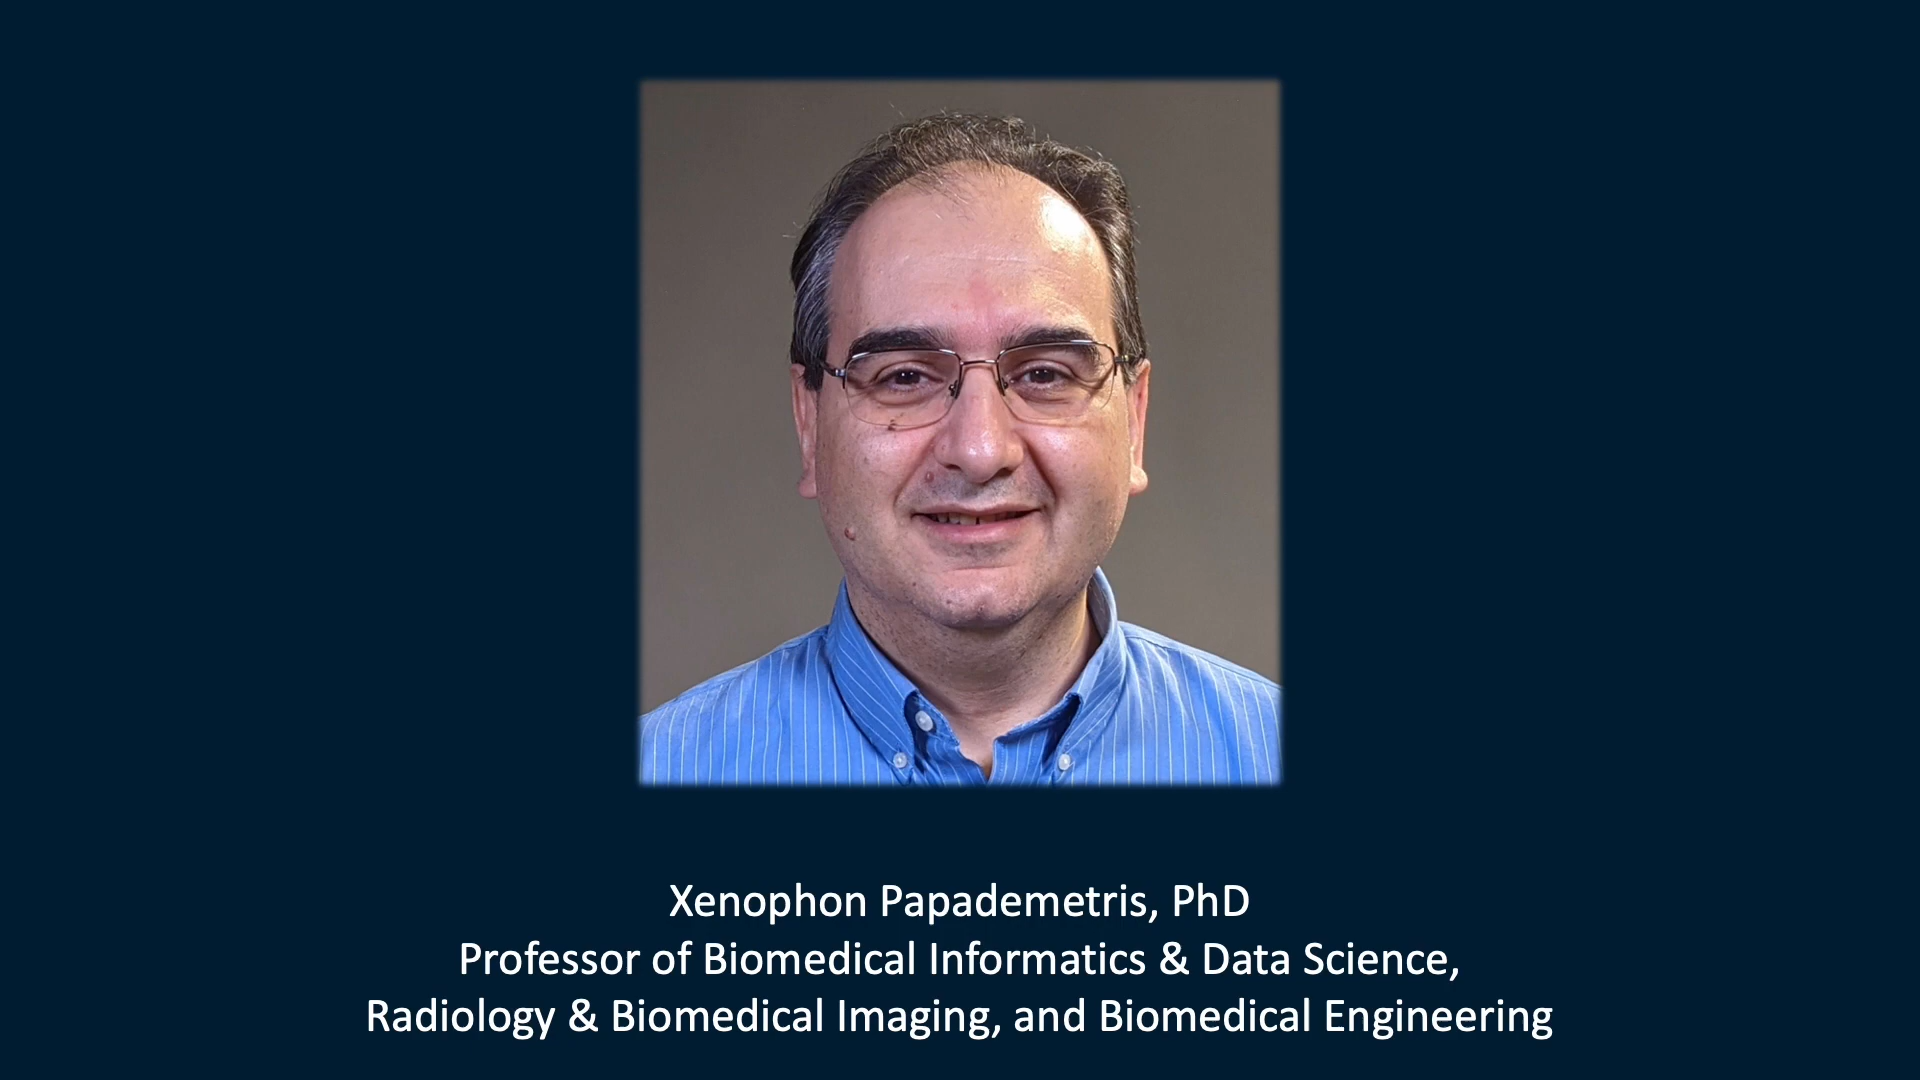 Xenophon Papademetris, PhD
Professor of Biomedical Informatics & Data Science,
Radiology & Biomedical Imaging, and Biomedical Engineering